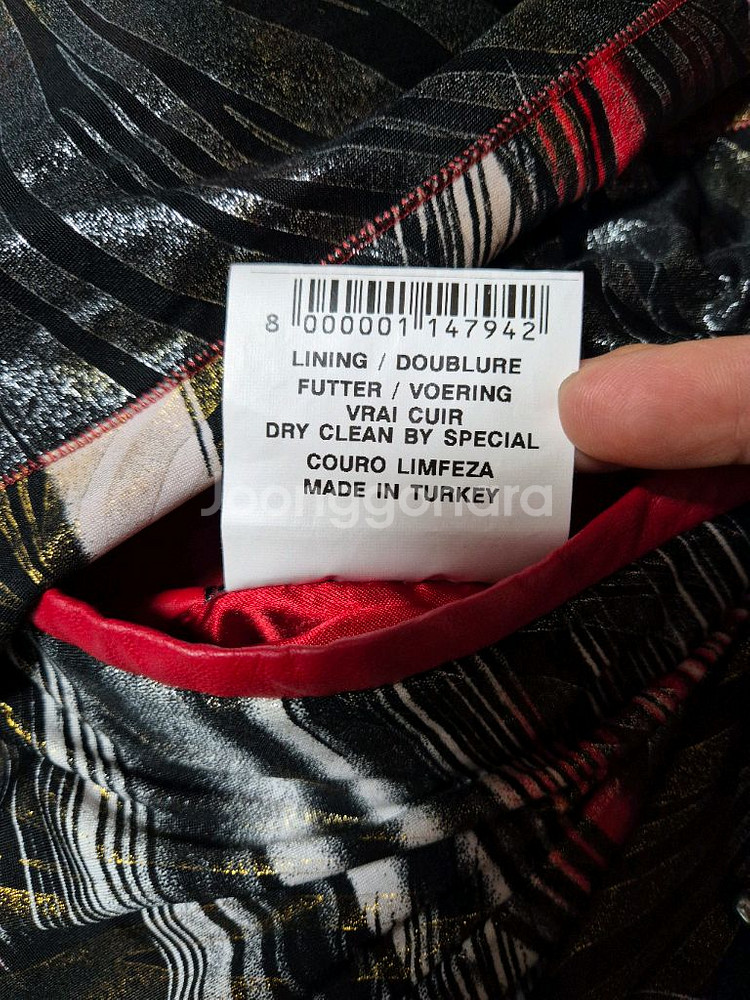 8 000001 147942
LINING / DOUBLURE
FUTTER / VOERING
VRAI CUIR
DRY CLEAN BY SPECIAL
COURO LIMFEZA
MADE IN TURKEY
Joonggonara